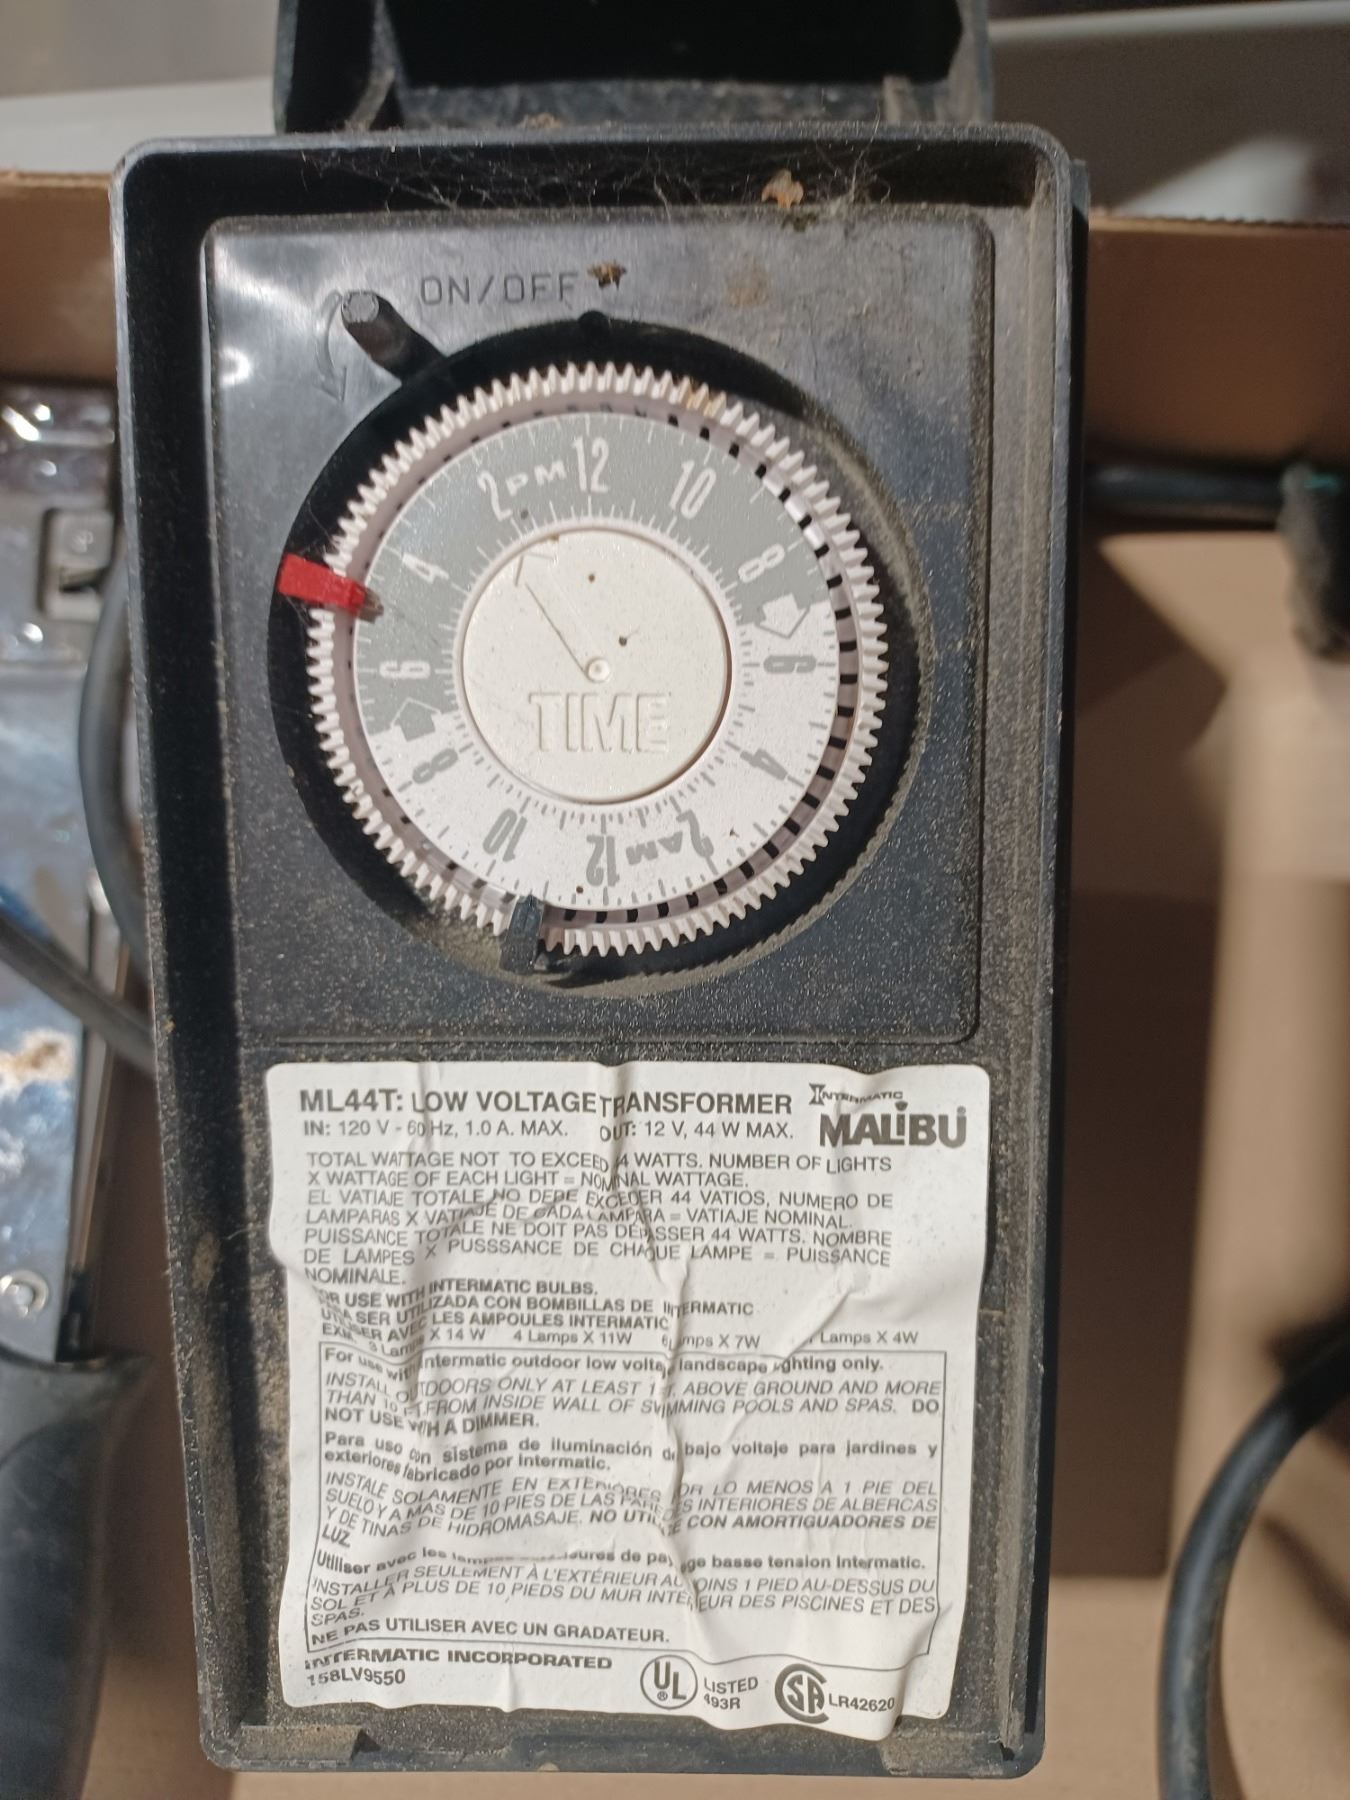 ON/OFF
2 PM 12 10
4 8
6 6
8 4
10 12 AM 2
TIME
ML44T: LOW VOLTAGE TRANSFORMER
INTERMATIC
MALiBU
IN: 120 V - 60 Hz, 1.0 A. MAX. OUT: 12 V, 44 W MAX.
TOTAL WATTAGE NOT TO EXCEED 44 WATTS. NUMBER OF LIGHTS
X WATTAGE OF EACH LIGHT = NOMINAL WATTAGE.
EL VATIAJE TOTALE NO DEPE EXCEDER 44 VATIOS, NUMERO DE
LAMPARAS X VATIAJE DE CADA LAMPARA = VATIAJE NOMINAL.
PUISSANCE TOTALE NE DOIT PAS DEPASSER 44 WATTS. NOMBRE
DE LAMPES X PUSSSANCE DE CHAQUE LAMPE = PUISSANCE
NOMINALE.
FOR USE WITH INTERMATIC BULBS.
SER UTILIZADA CON BOMBILLAS DE INTERMATIC
LES AMPOULES INTERMATIC
3 Lamps X 14 W 4 Lamps X 11W 6 Lamps X 7W Lamps X 4W
For use with Intermatic outdoor low voltage landscape lighting only.
INSTALL OUTDOORS ONLY AT LEAST 1 FT. ABOVE GROUND AND MORE
THAN 10 FT. FROM INSIDE WALL OF SWIMMING POOLS AND SPAS. DO
NOT USE WITH A DIMMER.
Para uso con sistema de iluminación de bajo voltaje para jardines y
exteriores fabricado por Intermatic.
INSTALE SOLAMENTE EN EXTERIORES POR LO MENOS A 1 PIE DEL
SUELO Y A MAS DE 10 PIES DE LAS PAREDES INTERIORES DE ALBERCAS
Y DE TINAS DE HIDROMASAJE. NO UTILICE CON AMORTIGUADORES DE
LUZ
Utiliser avec les de paysage basse tension Intermatic.
INSTALLER SEULEMENT À L'EXTÉRIEUR AU MOINS 1 PIED AU-DESSUS DU
SOL ET À PLUS DE 10 PIEDS DU MUR INTÉRIEUR DES PISCINES ET DES
SPAS.
NE PAS UTILISER AVEC UN GRADATEUR.
INTERMATIC INCORPORATED
158LV9550
UL ® LISTED
493R
SA LR42620